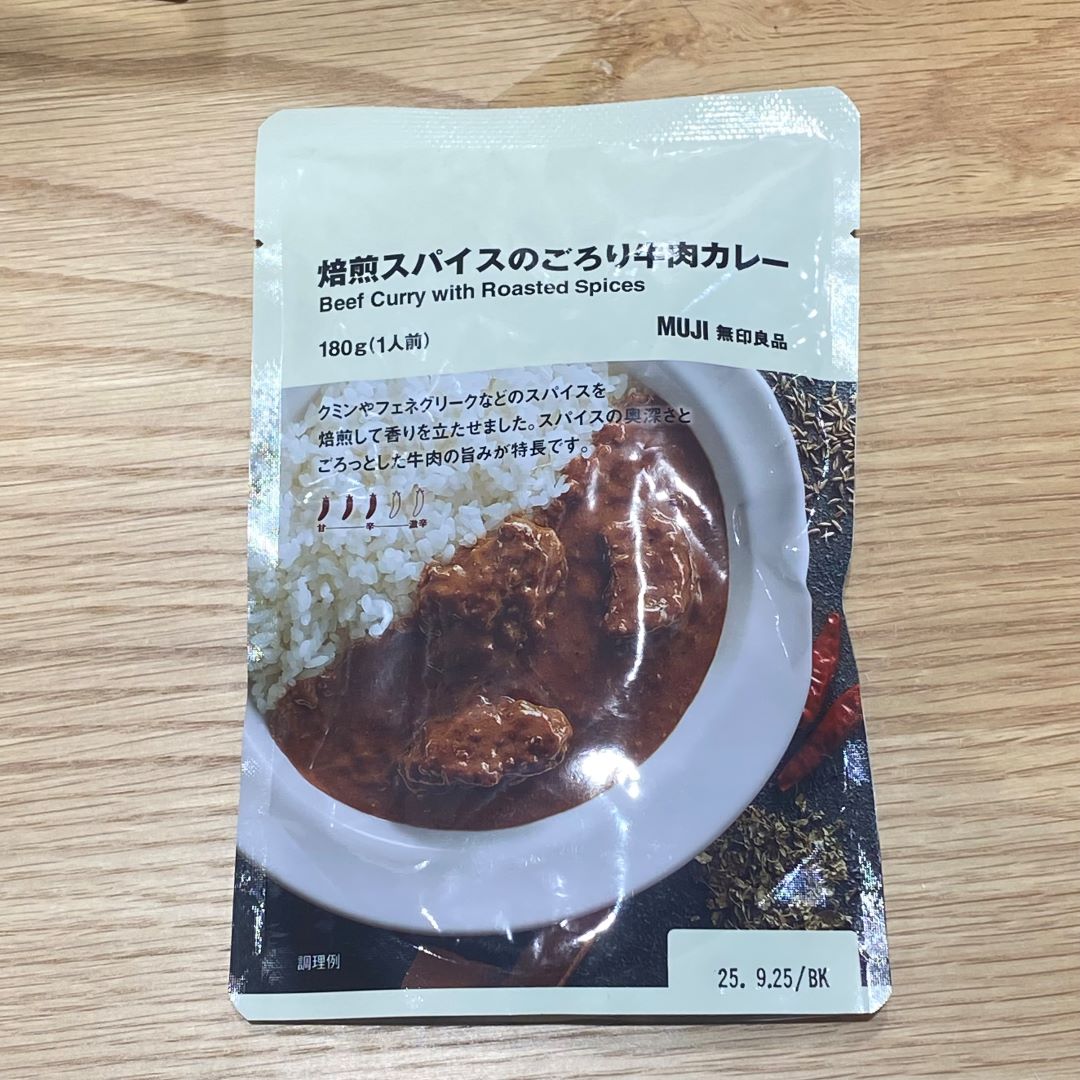 焙煎スパイスのごろり牛肉カレー
Beef Curry with Roasted Spices
180g(1人前)
MUJI 無印良品
クミンやフェネグリークなどのスパイスを
焙煎して香りを立たせました。スパイスの奥深さと
ごろっとした牛肉の旨みが特長です。
甘 辛 激辛
調理例
25. 9.25/BK